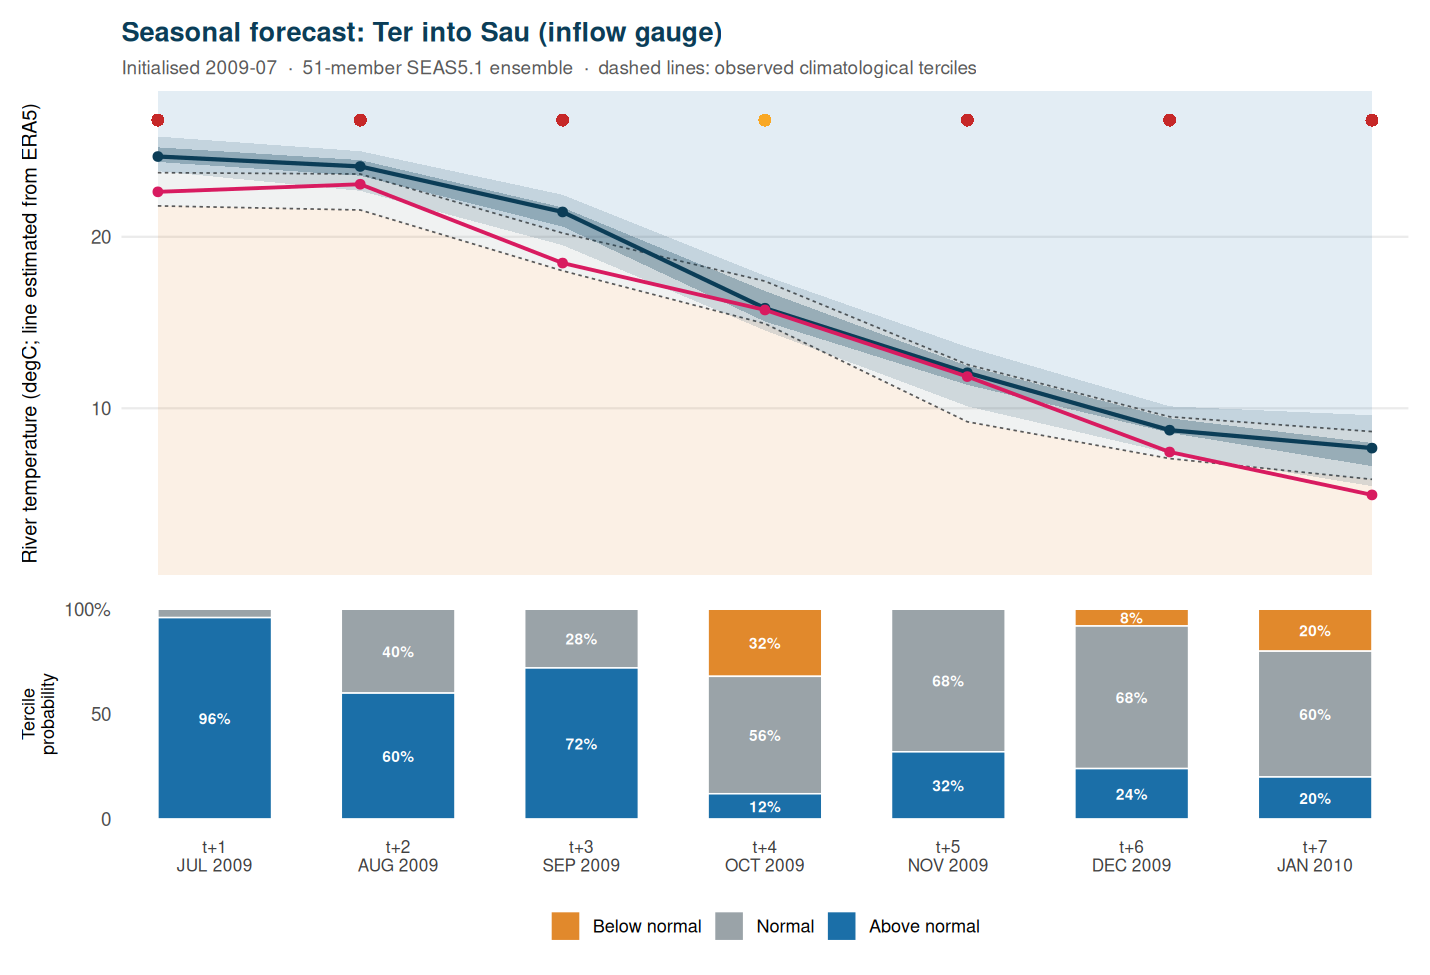 Seasonal forecast: Ter into Sau (inflow gauge)
Initialised 2009-07 · 51-member SEAS5.1 ensemble · dashed lines: observed climatological terciles
River temperature (degC; line estimated from ERA5)
20
10
Tercile
probability
100%
50
0
96%
40%
60%
28%
72%
32%
56%
12%
68%
32%
8%
68%
24%
20%
60%
20%
t+1
JUL 2009
t+2
AUG 2009
t+3
SEP 2009
t+4
OCT 2009
t+5
NOV 2009
t+6
DEC 2009
t+7
JAN 2010
Below normal
Normal
Above normal